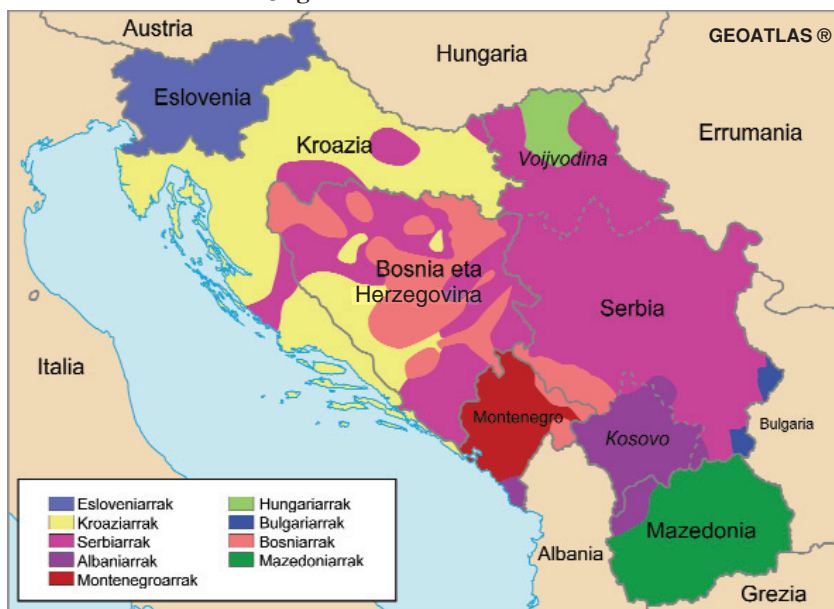 Austria
GEOATLAS ®
Hungaria
Eslovenia
Errumania
Kroazia
Voijvodina
Bosnia eta
Herzegovina
Serbia
Italia
Montenegro
Bulgaria
Kosovo
Mazedonia
Albania
Grezia
Esloveniarrak
Kroaziarrak
Serbiarrak
Albaniarrak
Montenegroarrak
Hungariarrak
Bulgariarrak
Bosniarrak
Mazedoniarrak